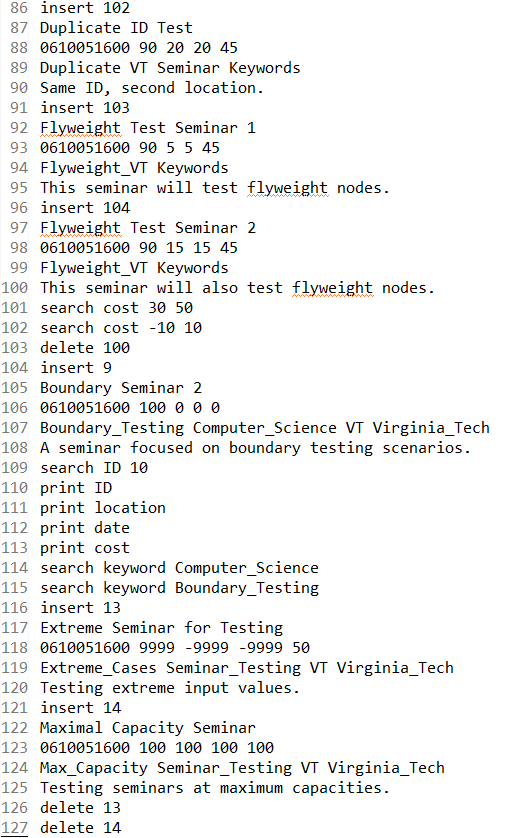 86 insert 102
87 Duplicate ID Test
88 0610051600 90 20 20 45
89 Duplicate VT Seminar Keywords
90 Same ID, second location.
91 insert 103
92 Flyweight Test Seminar 1
93 0610051600 90 5 5 45
94 Flyweight_VT Keywords
95 This seminar will test flyweight nodes.
96 insert 104
97 Flyweight Test Seminar 2
98 0610051600 90 15 15 45
99 Flyweight_VT Keywords
100 This seminar will also test flyweight nodes.
101 search cost 30 50
102 search cost -10 10
103 delete 100
104 insert 9
105 Boundary Seminar 2
106 0610051600 100 0 0 0
107 Boundary_Testing Computer_Science VT Virginia_Tech
108 A seminar focused on boundary testing scenarios.
109 search ID 10
110 print ID
111 print location
112 print date
113 print cost
114 search keyword Computer_Science
115 search keyword Boundary_Testing
116 insert 13
117 Extreme Seminar for Testing
118 0610051600 9999 -9999 -9999 50
119 Extreme_Cases Seminar_Testing VT Virginia_Tech
120 Testing extreme input values.
121 insert 14
122 Maximal Capacity Seminar
123 0610051600 100 100 100 100
124 Max_Capacity Seminar_Testing VT Virginia_Tech
125 Testing seminars at maximum capacities.
126 delete 13
127 delete 14